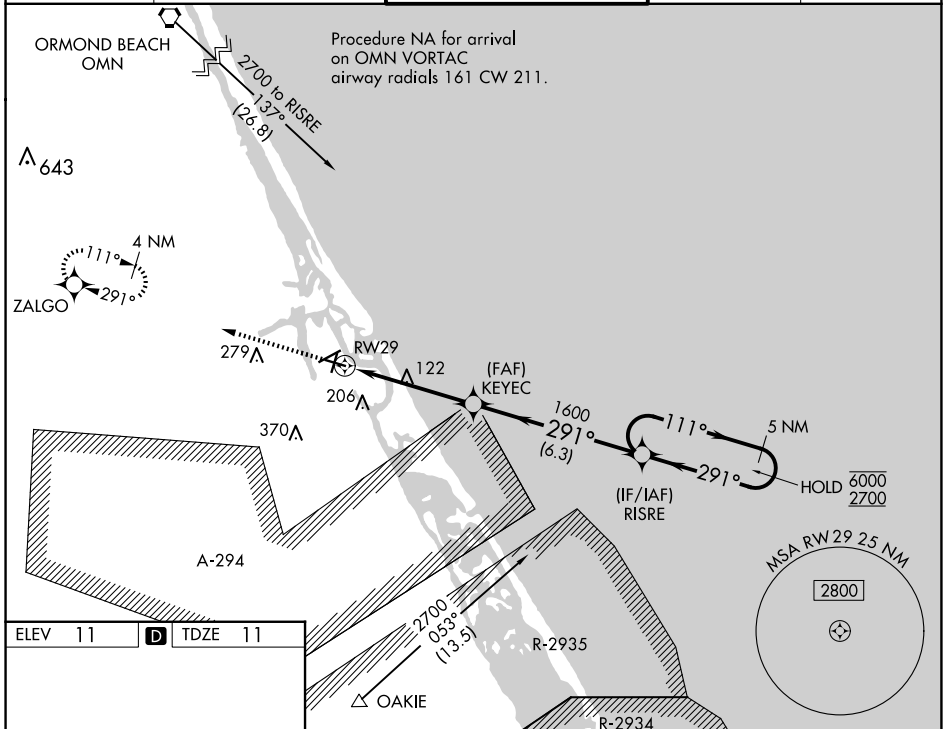 ORMOND BEACH
OMN
Procedure NA for arrival
on OMN VORTAC
airway radials 161 CW 211.
2700 to RISRE
137°
(26.8)
643
4 NM
111°
291°
ZALGO
279
RW29
122
206
370
(FAF)
KEYEC
1600
291°
(6.3)
111°
5 NM
291°
HOLD 6000
2700
(IF/IAF)
RISRE
A-294
MSA RW 29 25 NM
2800
2700
053°
(13.5)
R-2935
OAKIE
R-2934
ELEV 11 D TDZE 11